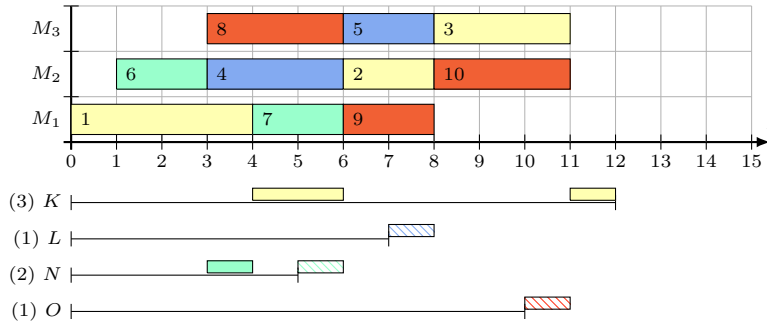 M3 8 5 3
M2 6 4 2 10
M1 1 7 9
0 1 2 3 4 5 6 7 8 9 10 11 12 13 14 15
(3) K
(1) L
(2) N
(1) O